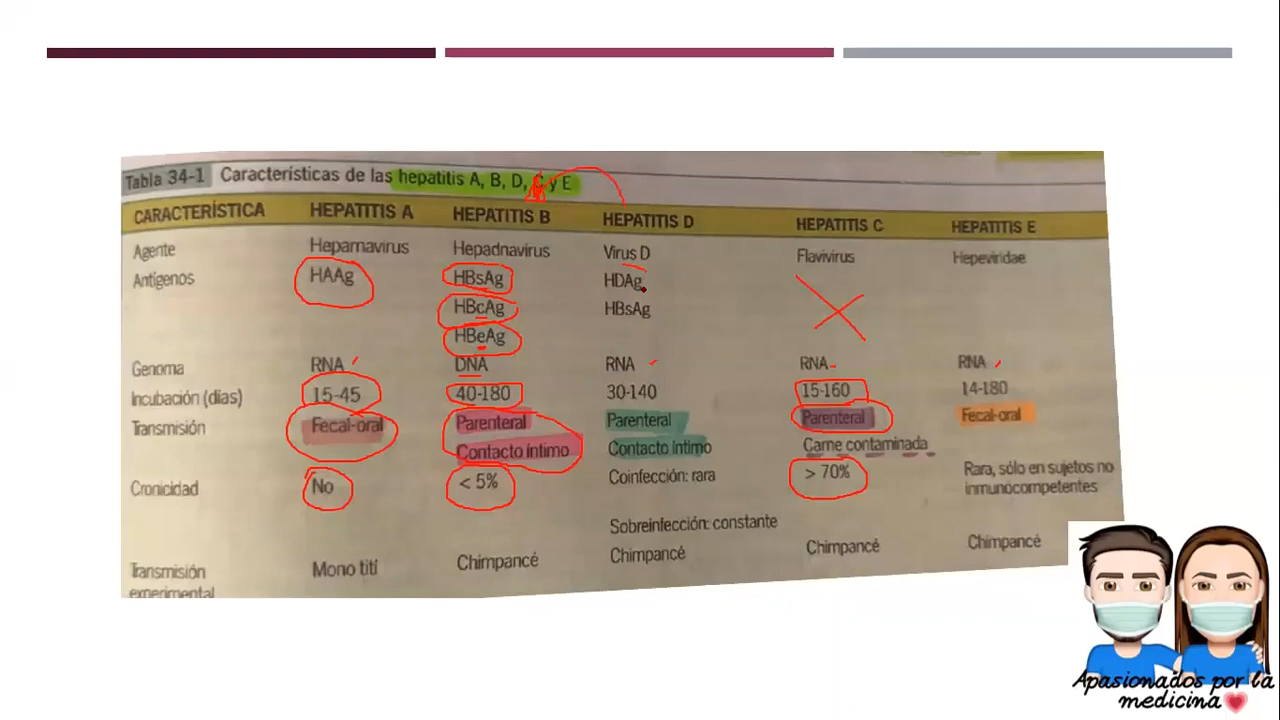 Tabla 34-1 Características de las hepatitis A, B, D, C y E
CARACTERÍSTICA HEPATITIS A HEPATITIS B HEPATITIS D HEPATITIS C HEPATITIS E
Agente Heparnavirus Hepadnavirus Virus D Flavivirus Hepeviridae
Antígenos HAAg HBsAg HDAg
HBcAg HBsAg
HBeAg
Genoma RNA DNA RNA RNA RNA
Incubación (días) 15-45 40-180 30-140 15-160 14-180
Transmisión Fecal-oral Parenteral Parenteral Parenteral Fecal-oral
Contacto íntimo Contacto íntimo Carne contaminada
Cronicidad No < 5% Coinfección: rara > 70% Rara, sólo en sujetos no
inmunocompetentes
Sobreinfección: constante
Transmisión Mono tití Chimpancé Chimpancé Chimpancé Chimpancé
experimental
Apasionados por la
medicina